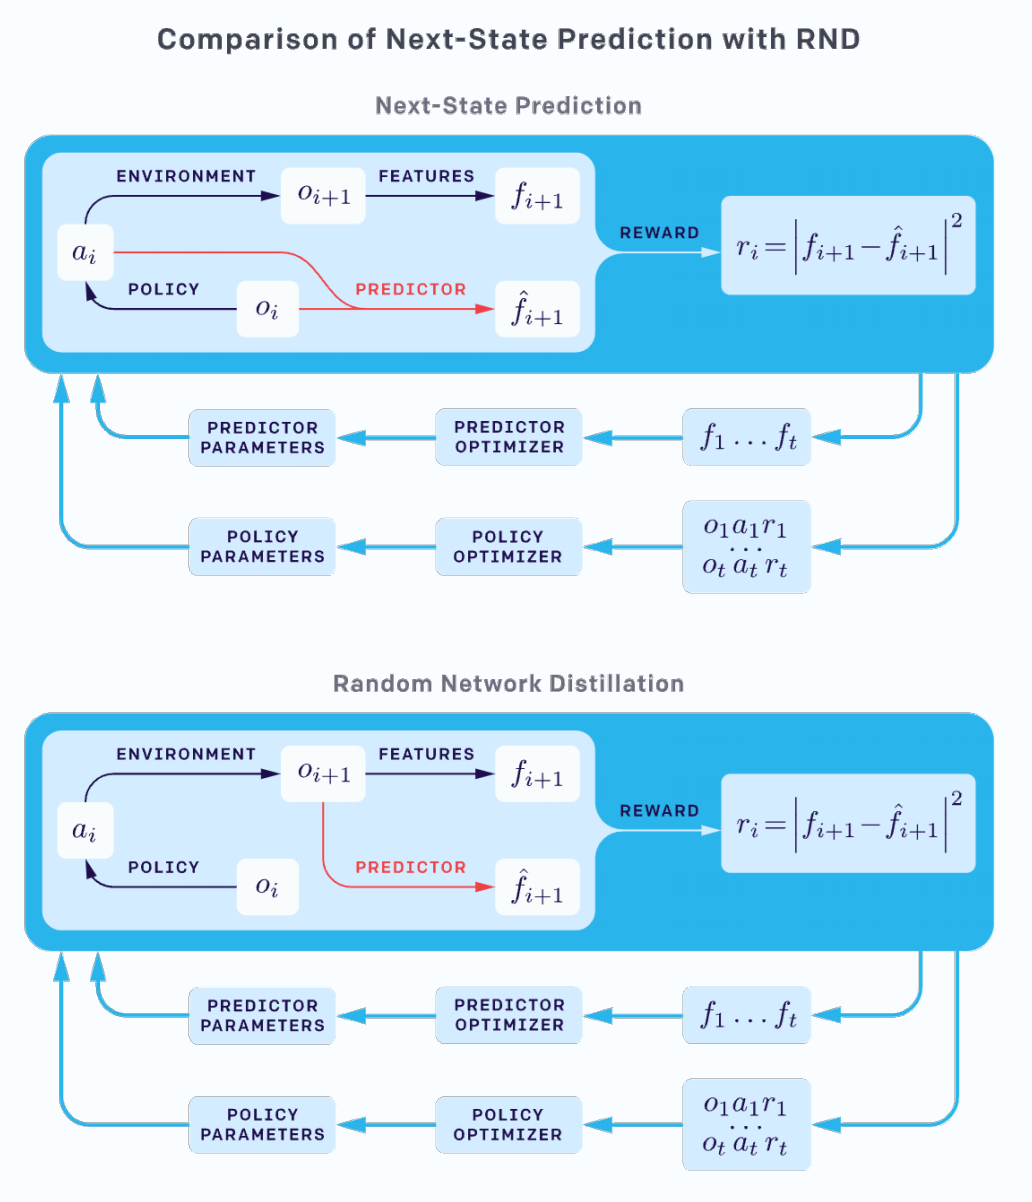 Comparison of Next-State Prediction with RND
Next-State Prediction
ENVIRONMENT
o_{i+1}
FEATURES
f_{i+1}
a_i
REWARD
r_i = |f_{i+1} − f̂_{i+1}|²
POLICY
o_i
PREDICTOR
f̂_{i+1}
PREDICTOR
PARAMETERS
PREDICTOR
OPTIMIZER
f_1 ... f_t
POLICY
PARAMETERS
POLICY
OPTIMIZER
o_1 a_1 r_1
...
o_t a_t r_t
Random Network Distillation
ENVIRONMENT
o_{i+1}
FEATURES
f_{i+1}
a_i
REWARD
r_i = |f_{i+1} − f̂_{i+1}|²
POLICY
o_i
PREDICTOR
f̂_{i+1}
PREDICTOR
PARAMETERS
PREDICTOR
OPTIMIZER
f_1 ... f_t
POLICY
PARAMETERS
POLICY
OPTIMIZER
o_1 a_1 r_1
...
o_t a_t r_t